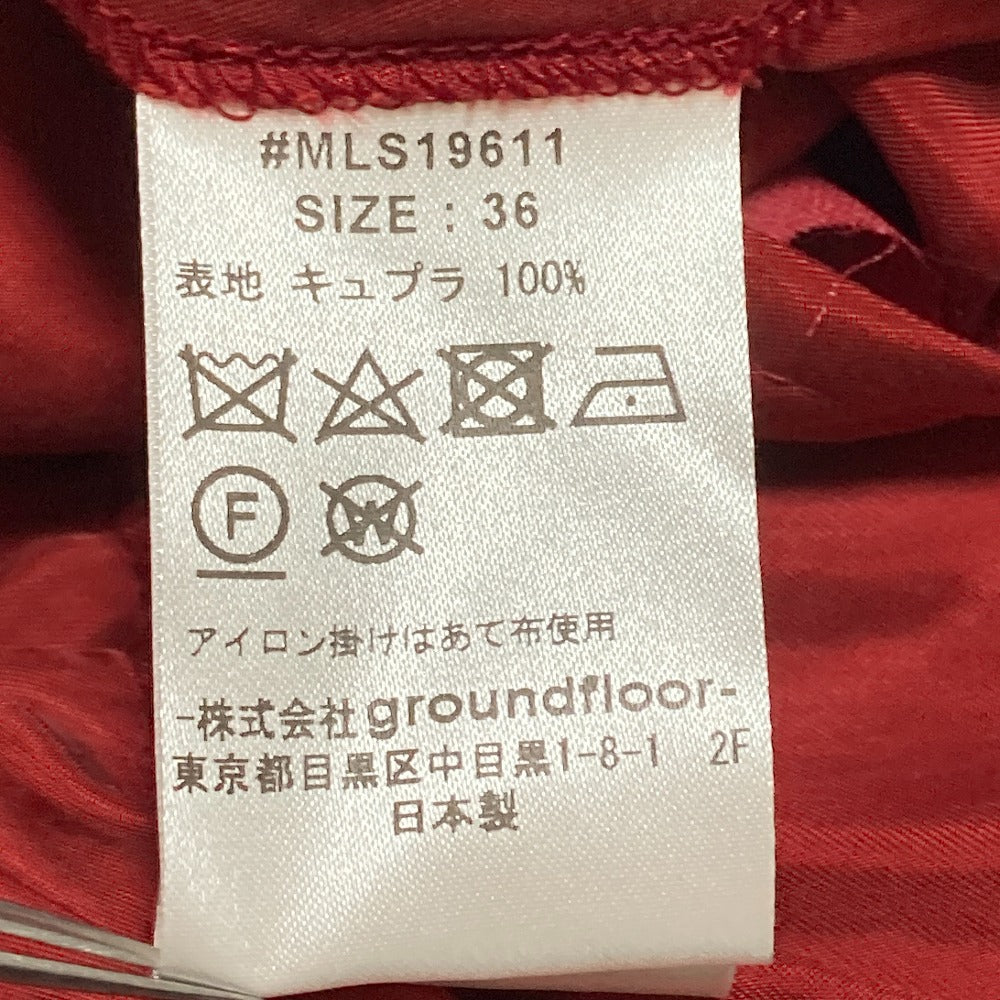 #MLS19611
SIZE : 36
表地 キュプラ 100%
F
W
アイロン掛けはあて布使用
-株式会社groundfloor-
東京都目黒区中目黒1-8-1 2F
日本製